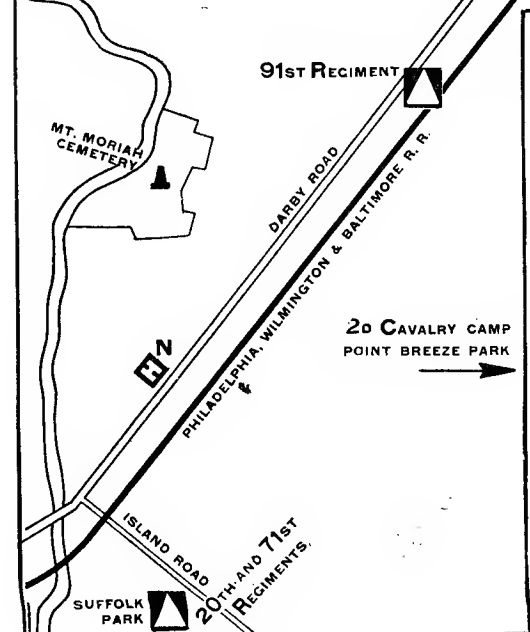 91ST REGIMENT
MT. MORIAH
CEMETERY
DARBY ROAD
PHILADELPHIA, WILMINGTON & BALTIMORE R. R.
2D CAVALRY CAMP
POINT BREEZE PARK
H 2
ISLAND ROAD
20TH AND 71ST
REGIMENTS,
SUFFOLK
PARK